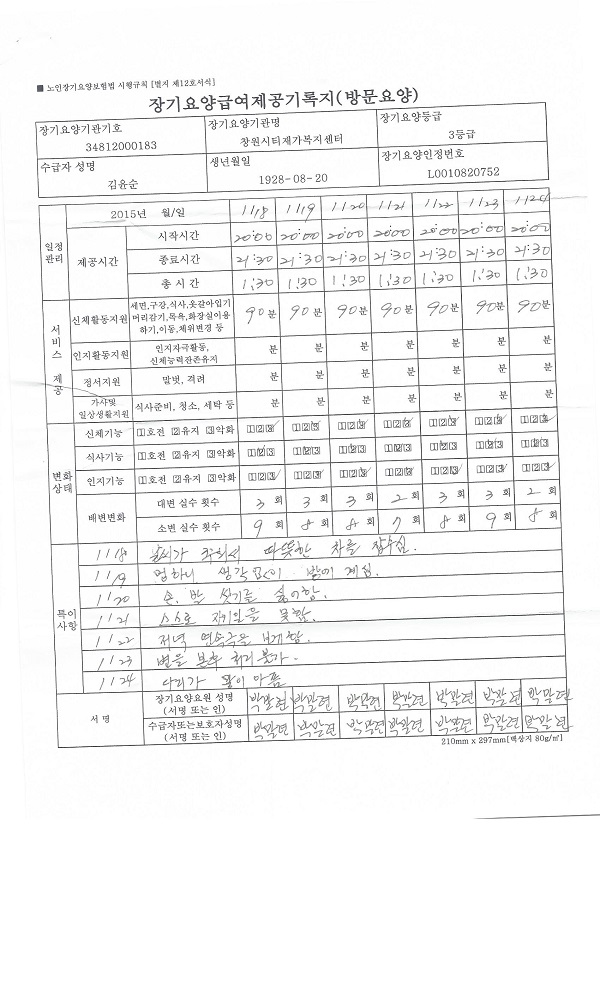 ■ 노인장기요양보험법 시행규칙 [별지 제12호서식]
장기요양급여제공기록지(방문요양)
장기요양기관기호 장기요양기관명 장기요양등급
34812000183 창원시티재가복지센터 3등급
수급자 성명 생년월일 장기요양인정번호
김윤순 1928-08-20 L0010820752
일정관리 2015년 월/일 11/18 11/19 11/20 11/21 11/22 11/23 11/24
제공시간 시작시간 20:00 20:00 20:00 20:00 20:00 20:00 20:00
종료시간 21:30 21:30 21:30 21:30 21:30 21:30 21:30
총 시 간 1:30 1:30 1:30 1:30 1:30 1:30 1:30
서비스 제공 신체활동지원 세면,구강,식사,옷갈아입기
머리감기,목욕,화장실이용
하기,이동,체위변경 등 90분 90분 90분 90분 90분 90분 90분
인지활동지원 인지자극활동,
신체능력잔존유지 분 분 분 분 분 분 분
정서지원 말벗, 격려 분 분 분 분 분 분 분
가사및
일상생활지원 식사준비, 청소, 세탁 등 분 분 분 분 분 분 분
변화상태 신체기능 1호전 2유지 3악화 123 123 123 123 123 123 123
식사기능 1호전 2유지 3악화 123 123 123 123 123 123 123
인지기능 1호전 2유지 3악화 123 123 123 123 123 123 123
배변변화 대변 실수 횟수 3회 3회 3회 2회 3회 3회 2회
소변 실수 횟수 9회 8회 8회 7회 8회 9회 8회
특이사항
11/18 날씨가 추워서 따뜻한 차를 잡수심.
11/19 멍하니 생각없이 많이 계심.
11/20 손, 발 씻기를 싫어함.
11/21 스스로 자기일을 못함.
11/22 저녁 연속극은 보게함.
11/23 변을 본후 처리 불가.
11/24 다리가 많이 아픔
서 명 장기요양요원 성명
(서명 또는 인) 박말련 박말련 박말련 박말련 박말련 박말련 박말련
수급자또는보호자성명
(서명 또는 인) 박말련 박말련 박말련 박말련 박말련 박말련 박말련
210mm x 297mm[백상지 80g/㎡]